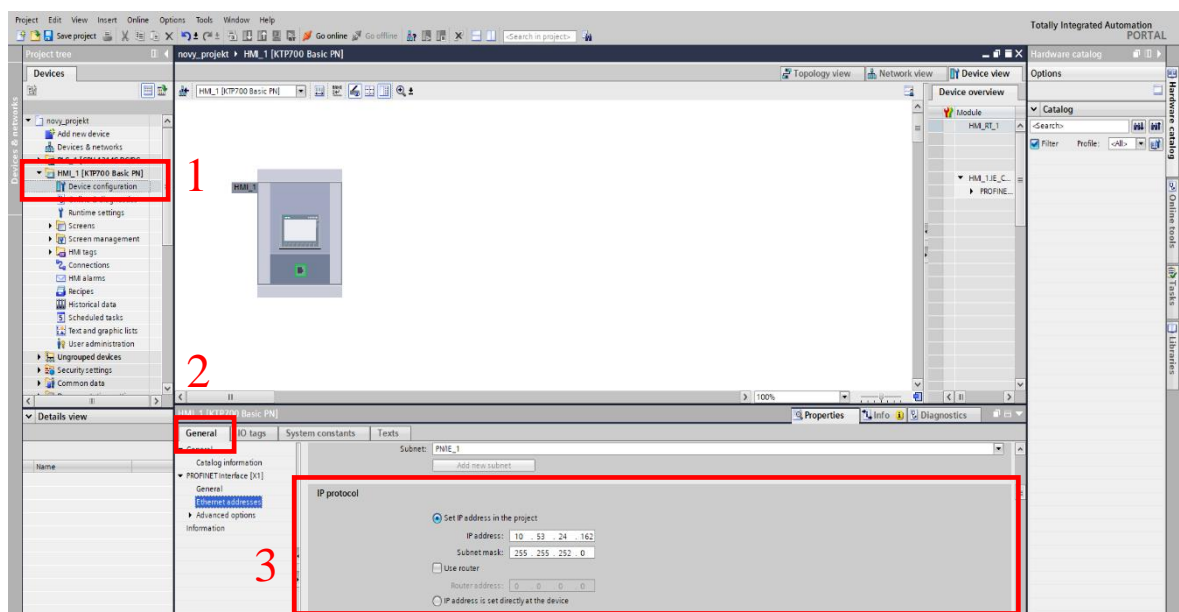 Project Edit View Insert Online Options Tools Window Help
Totally Integrated Automation
PORTAL
Save project
Go online
Go offline
<Search in project>
Project tree
novy_projekt ▸ HMI_1 [KTP700 Basic PN]
Hardware catalog
Devices
Topology view
Network view
Device view
Options
HMI_1 [KTP700 Basic PN]
Device overview
Module
HMI_RT_1
HMI_1.IE_C...
PROFINE...
Catalog
<Search>
Filter Profile: <All>
Devices & networks
novy_projekt
Add new device
Devices & networks
HMI_1 [KTP700 Basic PN]
Device configuration
Runtime settings
Screens
Screen management
HMI tags
Connections
HMI alarms
Recipes
Historical data
Scheduled tasks
Text and graphic lists
User administration
Ungrouped devices
Security settings
Common data
1
HMI_1
2
100%
Hardware catalog
Online tools
Tasks
Libraries
Details view
Name
HMI_1 [KTP700 Basic PN]
Properties
Info
Diagnostics
General
IO tags
System constants
Texts
General
Catalog information
PROFINET Interface [X1]
General
Ethernet addresses
Advanced options
Information
Subnet: PN/IE_1
Add new subnet
3
IP protocol
Set IP address in the project
IP address: 10 . 53 . 24 . 162
Subnet mask: 255 . 255 . 252 . 0
Use router
Router address: 0 . 0 . 0 . 0
IP address is set directly at the device